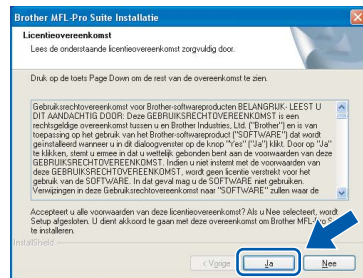 Brother MFL-Pro Suite Installatie
Licentieovereenkomst
Lees de onderstaande licentieovereenkomst zorgvuldig door.
Druk op de toets Page Down om de rest van de overeenkomst te zien.
Gebruiksrechtovereenkomst voor Brother-softwareproducten BELANGRIJK- LEEST U
DIT AANDACHTIG DOOR: Deze GEBRUIKSRECHTOVEREENKOMST is een
rechtsgeldige overeenkomst tussen u en Brother Industries, Ltd. ("Brother") en is van
toepassing op het gebruik van het Brother-softwareproduct ("SOFTWARE") dat wordt
geïnstalleerd wanneer u in dit dialoogvenster op de knop "Yes" ("Ja") klikt. Door op "Ja"
te klikken, stemt u ermee in dat u wettelijk gebonden bent aan de voorwaarden van deze
GEBRUIKSRECHTOVEREENKOMST. Indien u niet instemt met de voorwaarden van
deze GEBRUIKSRECHTOVEREENKOMST, wordt geen licentie verstrekt voor het
gebruik van de SOFTWARE. In dat geval mag u de SOFTWARE niet gebruiken.
Verwijzingen in deze Gebruiksrechtovereenkomst naar "SOFTWARE" zullen waar de
Accepteert u alle voorwaarden van deze licentieovereenkomst? Als u Nee selecteert, wordt
Setup afgesloten. U dient akkoord te gaan met deze overeenkomst om Brother MFL-Pro S
te installeren.
InstallShield
< Vorige
Ja
Nee